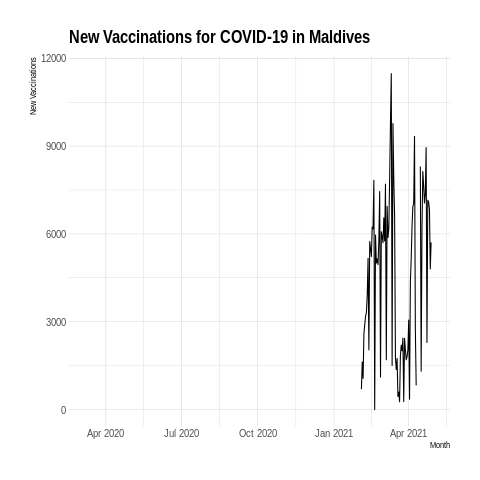 New Vaccinations for COVID-19 in Maldives
New Vaccinations
12000
9000
6000
3000
0
Apr 2020 Jul 2020 Oct 2020 Jan 2021 Apr 2021
Month